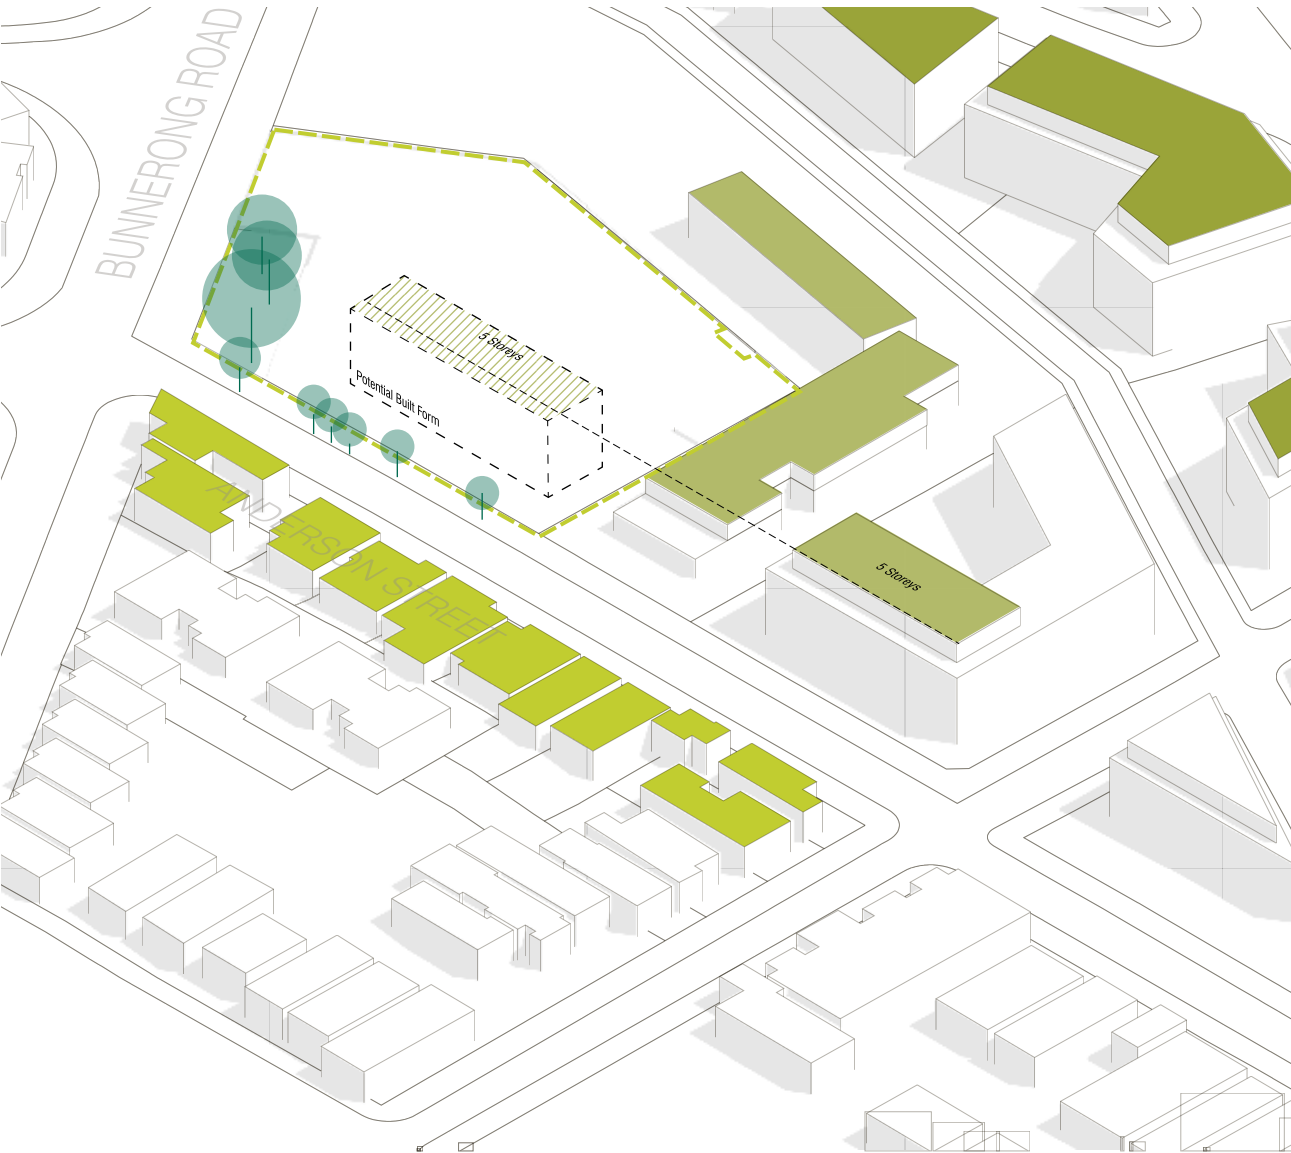 BUNNERONG ROAD
5 Storeys
Potential Built Form
ANDERSON STREET
5 Storeys